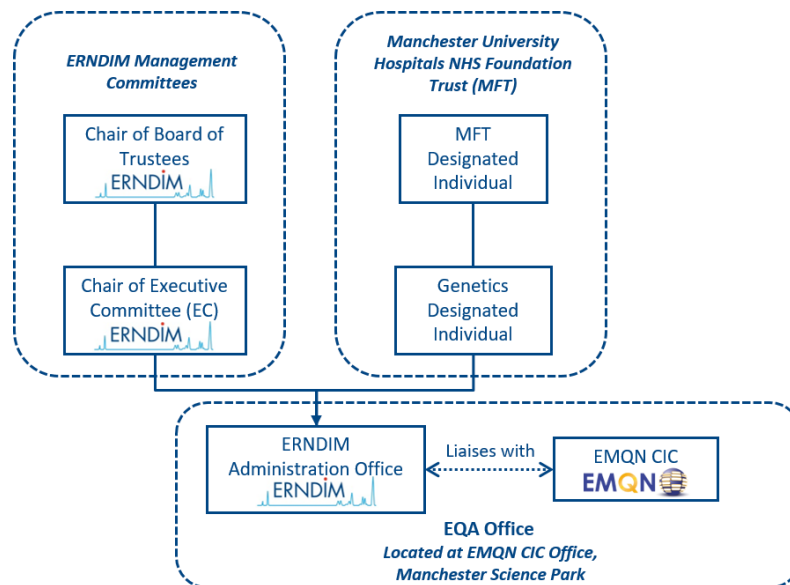 ERNDIM Management
Committees
Chair of Board of
Trustees
ERNDIM
Chair of Executive
Committee (EC)
ERNDIM
Manchester University
Hospitals NHS Foundation
Trust (MFT)
MFT
Designated
Individual
Genetics
Designated
Individual
ERNDIM
Administration Office
ERNDIM
Liaises with
EMQN CIC
EMQN
EQA Office
Located at EMQN CIC Office,
Manchester Science Park